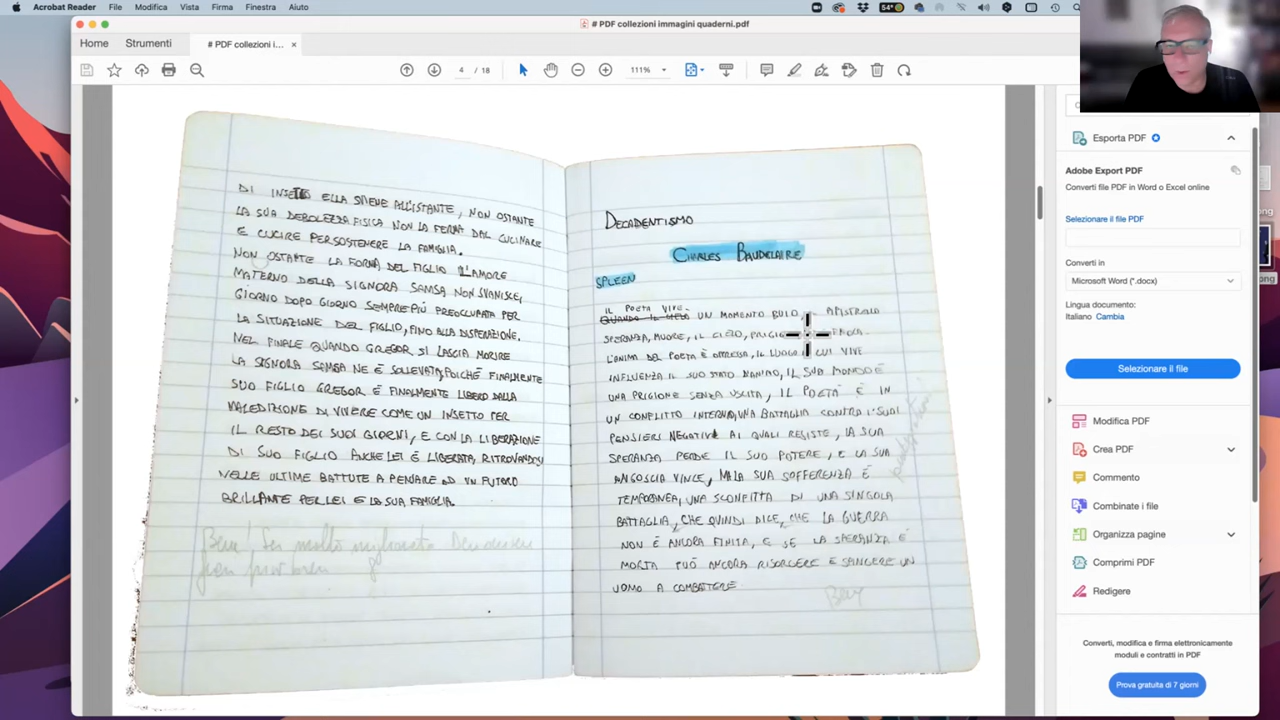 Acrobat Reader File Modifica Vista Firma Finestra Aiuto
54°
# PDF collezioni immagini quaderni.pdf
Home Strumenti # PDF collezioni i... ×
4 / 18 111%
DI INSETTO ELLA SVIENE ALL'ISTANTE, NON OSTANTE
LA SUA DEBOLEZZA FISICA NON LA FERMA DAL CUCINARE
E CUCIRE PER SOSTENERE LA FAMIGLIA.
NON OSTANTE LA FORMA DEL FIGLIO L'AMORE
MATERNO DELLA SIGNORA SAMSA NON SVANISCE,
GIORNO DOPO GIORNO SEMPRE PIÙ PREOCCUPATA PER
LA SITUAZIONE DEL FIGLIO, FINO ALLA DISPERAZIONE.
NEL FINALE QUANDO GREGOR SI LASCIA MORIRE
LA SIGNORA SAMSA NE È SOLLEVATA, POICHÈ FINALMENTE
SUO FIGLIO GREGOR È FINALMENTE LIBERO DALLA
MALEDIZIONE DI VIVERE COME UN INSETTO PER
IL RESTO DEI SUOI GIORNI, E CON LA LIBERAZIONE
DI SUO FIGLIO ANCHE LEI È LIBERATA, RITROVANDOSI
NELLE ULTIME BATTUTE A PENSARE AD UN FUTURO
BRILLANTE PER LEI E LA SUA FAMIGLIA.
Bene! Sei molto migliorato
DECADENTISMO
CHARLES BAUDELAIRE
SPLEEN
IL POETA VIVE
QUANDO IL CIELO UN MOMENTO BUIO,
SPERANZA, MUORE, IL CIELO,
L'ANIMA DEL POETA È OPPRESSA, IL LUOGO IN CUI VIVE
INFLUENZA IL SUO STATO D'ANIMO, IL SUO MONDO È
UNA PRIGIONE SENZA USCITA, IL POETA È IN
UN CONFLITTO INTERNO, UNA BATTAGLIA CONTRO I SUOI
PENSIERI NEGATIVI AI QUALI RESISTE, LA SUA
SPERANZA PERDE IL SUO POTERE, E LA SUA
ANGOSCIA VINCE, MA LA SUA SOFFERENZA È
TEMPORANEA, UNA SCONFITTA DI UNA SINGOLA
BATTAGLIA, CHE QUINDI DICE, CHE LA GUERRA
NON È ANCORA FINITA, E SE LA SPERANZA È
MORTA PUÒ ANCORA RISORGERE E SPINGERE UN
UOMO A COMBATTERE
Esporta PDF
Adobe Export PDF
Converti file PDF in Word o Excel online
Selezionare il file PDF
Converti in
Microsoft Word (*.docx)
Lingua documento:
Italiano Cambia
Selezionare il file
Modifica PDF
Crea PDF
Commento
Combinate i file
Organizza pagine
Comprimi PDF
Redigere
Converti, modifica e firma elettronicamente
moduli e contratti in PDF
Prova gratuita di 7 giorni